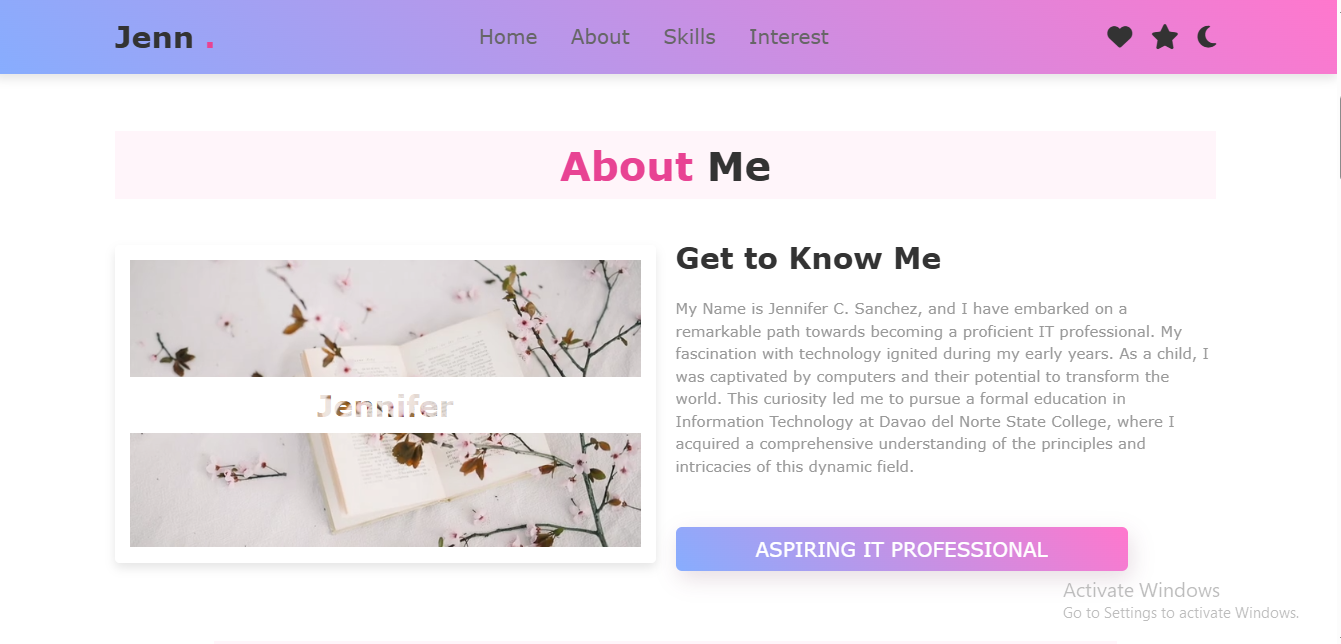 Jenn .
Home About Skills Interest
About Me
Jennifer
Get to Know Me
My Name is Jennifer C. Sanchez, and I have embarked on a
remarkable path towards becoming a proficient IT professional. My
fascination with technology ignited during my early years. As a child, I
was captivated by computers and their potential to transform the
world. This curiosity led me to pursue a formal education in
Information Technology at Davao del Norte State College, where I
acquired a comprehensive understanding of the principles and
intricacies of this dynamic field.
ASPIRING IT PROFESSIONAL
Activate Windows
Go to Settings to activate Windows.